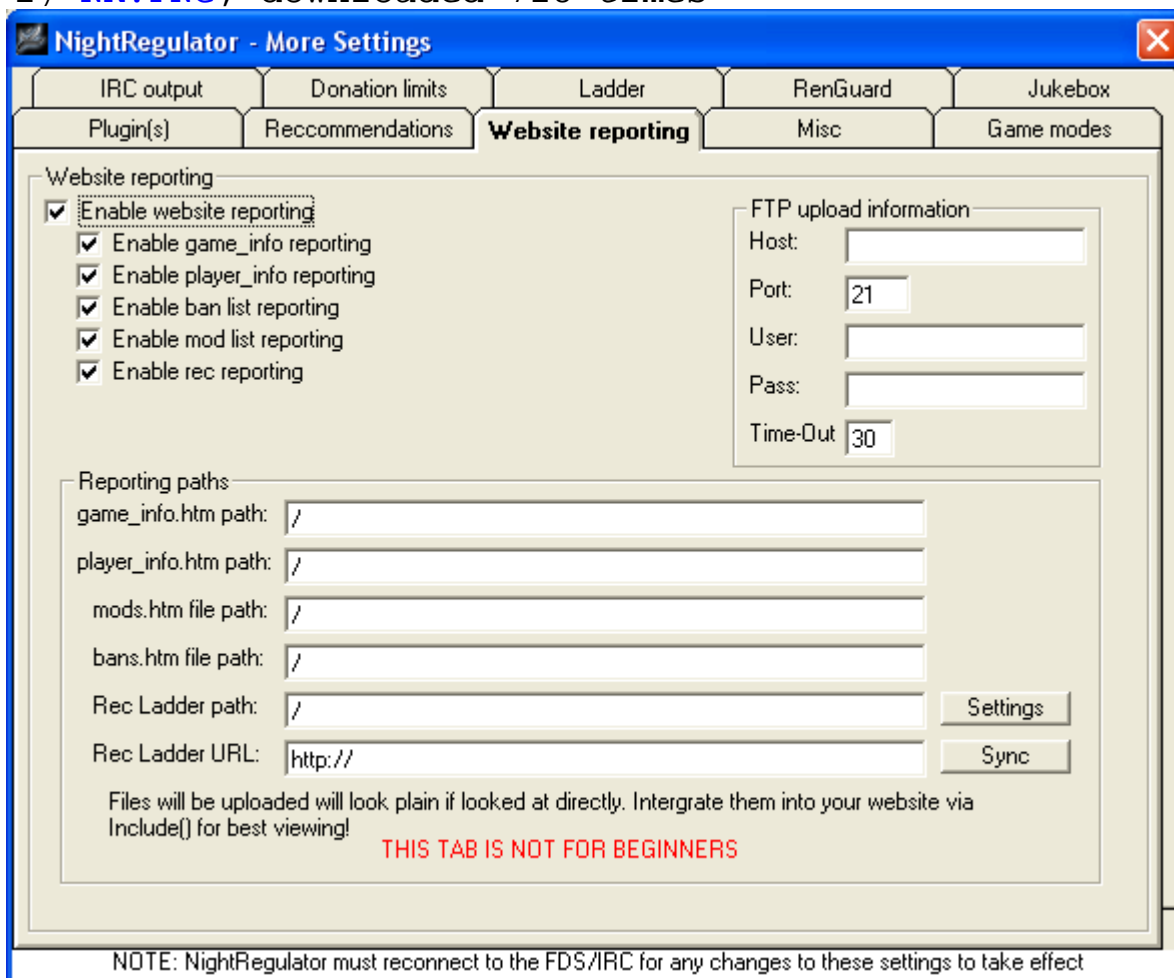 NightRegulator - More Settings
IRC output Donation limits Ladder RenGuard Jukebox
Plugin(s) Reccommendations Website reporting Misc Game modes
Website reporting
Enable website reporting
Enable game_info reporting
Enable player_info reporting
Enable ban list reporting
Enable mod list reporting
Enable rec reporting
FTP upload information
Host:
Port: 21
User:
Pass:
Time-Out 30
Reporting paths
game_info.htm path: /
player_info.htm path: /
mods.htm file path: /
bans.htm file path: /
Rec Ladder path: / Settings
Rec Ladder URL: http:// Sync
Files will be uploaded will look plain if looked at directly. Intergrate them into your website via
Include() for best viewing!
THIS TAB IS NOT FOR BEGINNERS
NOTE: NightRegulator must reconnect to the FDS/IRC for any changes to these settings to take effect